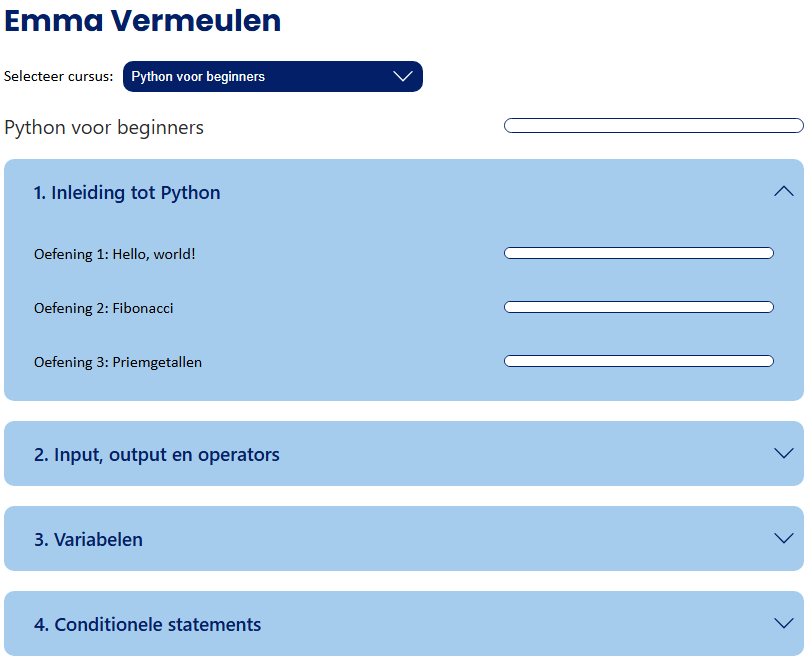 Emma Vermeulen
Selecteer cursus: Python voor beginners
Python voor beginners
1. Inleiding tot Python
Oefening 1: Hello, world!
Oefening 2: Fibonacci
Oefening 3: Priemgetallen
2. Input, output en operators
3. Variabelen
4. Conditionele statements